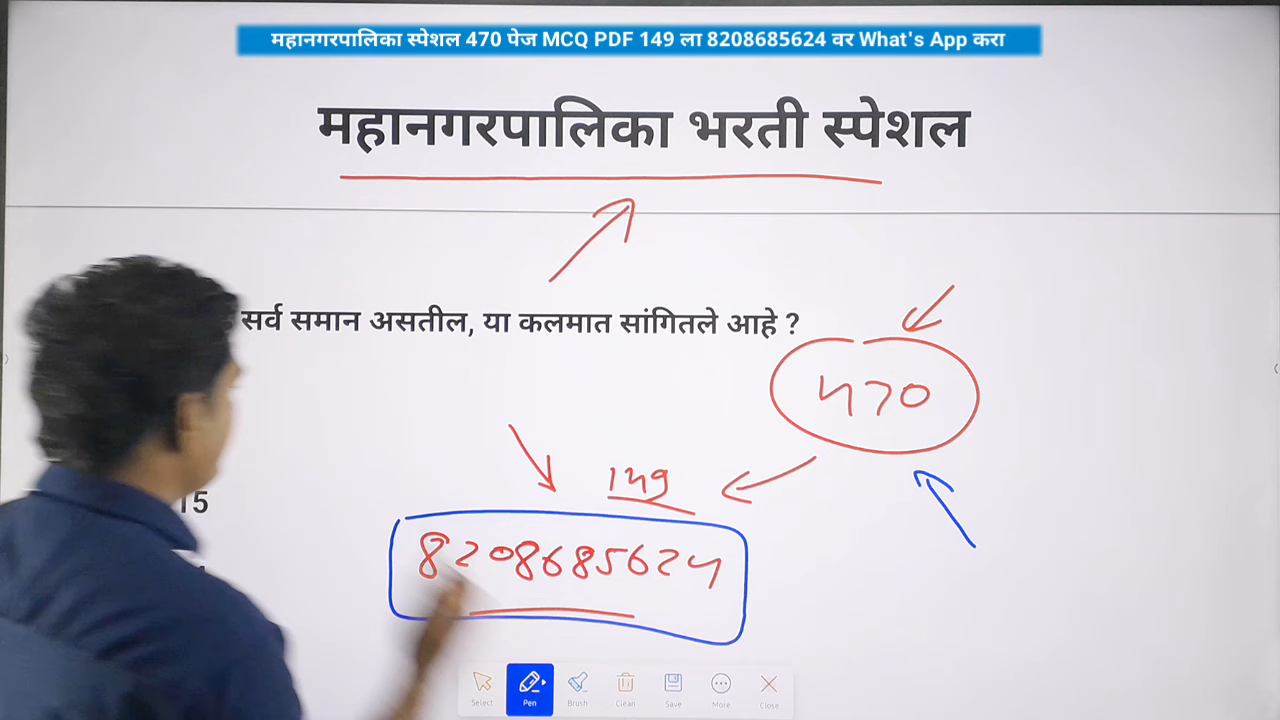 महानगरपालिका स्पेशल 470 पेज MCQ PDF 149 ला 8208685624 वर What's App करा
महानगरपालिका भरती स्पेशल
सर्व समान असतील, या कलमात सांगितले आहे ?
470
149
15
8208685624
Select Pen Brush Clean Save More Close